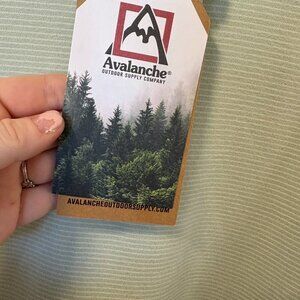 Avalanche®
OUTDOOR SUPPLY COMPANY
AVALANCHEOUTDOORSUPPLY.COM